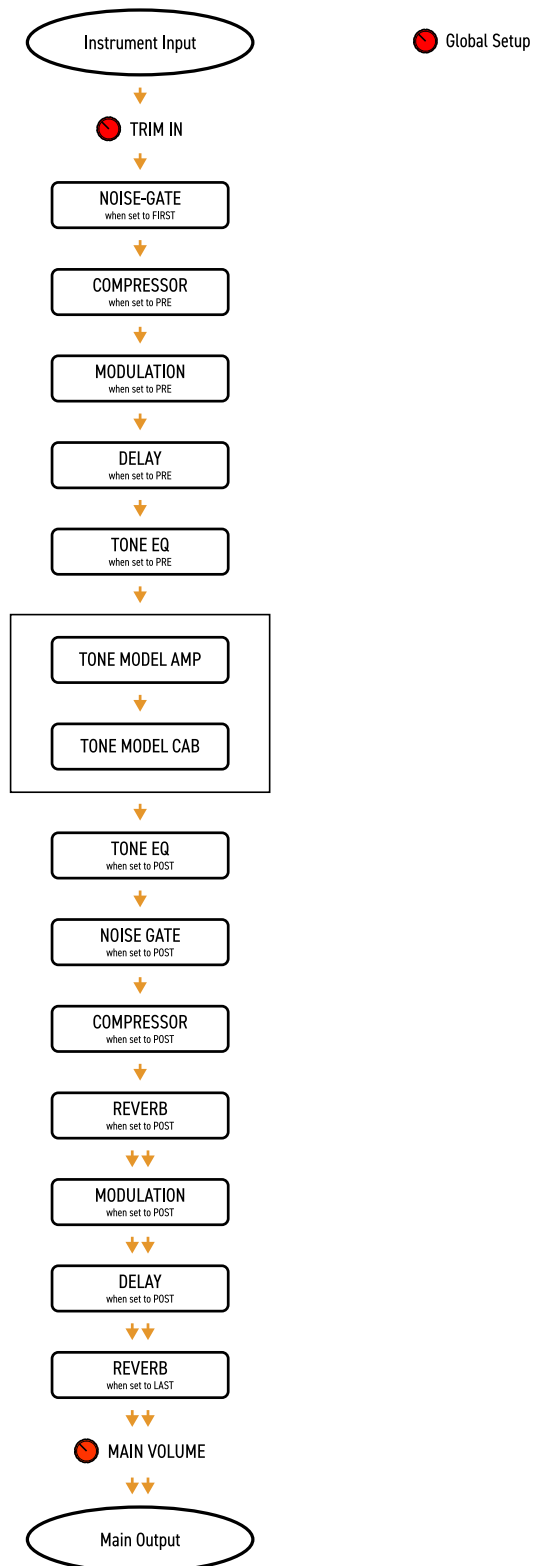 Instrument Input
Global Setup
TRIM IN
NOISE-GATE
when set to FIRST
COMPRESSOR
when set to PRE
MODULATION
when set to PRE
DELAY
when set to PRE
TONE EQ
when set to PRE
TONE MODEL AMP
TONE MODEL CAB
TONE EQ
when set to POST
NOISE GATE
when set to POST
COMPRESSOR
when set to POST
REVERB
when set to POST
MODULATION
when set to POST
DELAY
when set to POST
REVERB
when set to LAST
MAIN VOLUME
Main Output